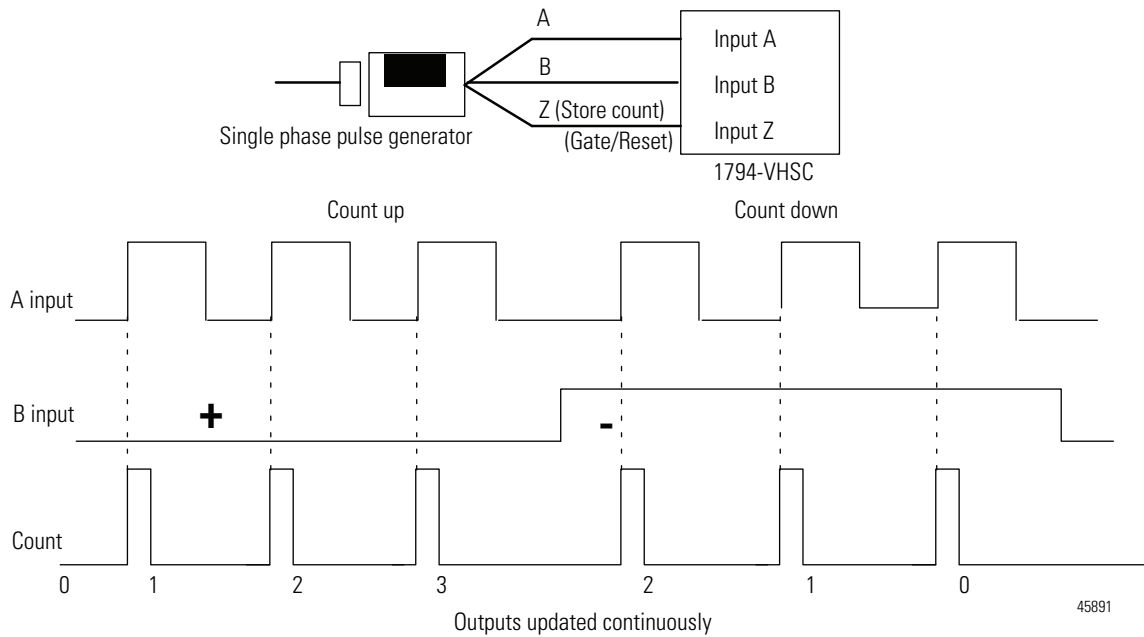 A
Input A
B
Input B
Z (Store count)
(Gate/Reset)
Input Z
Single phase pulse generator
1794-VHSC
Count up
Count down
A input
B input
+
-
Count
0
1
2
3
2
1
0
45891
Outputs updated continuously